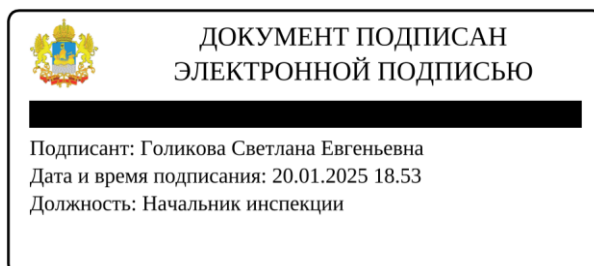 ДОКУМЕНТ ПОДПИСАН
ЭЛЕКТРОННОЙ ПОДПИСЬЮ
Подписант: Голикова Светлана Евгеньевна
Дата и время подписания: 20.01.2025 18.53
Должность: Начальник инспекции